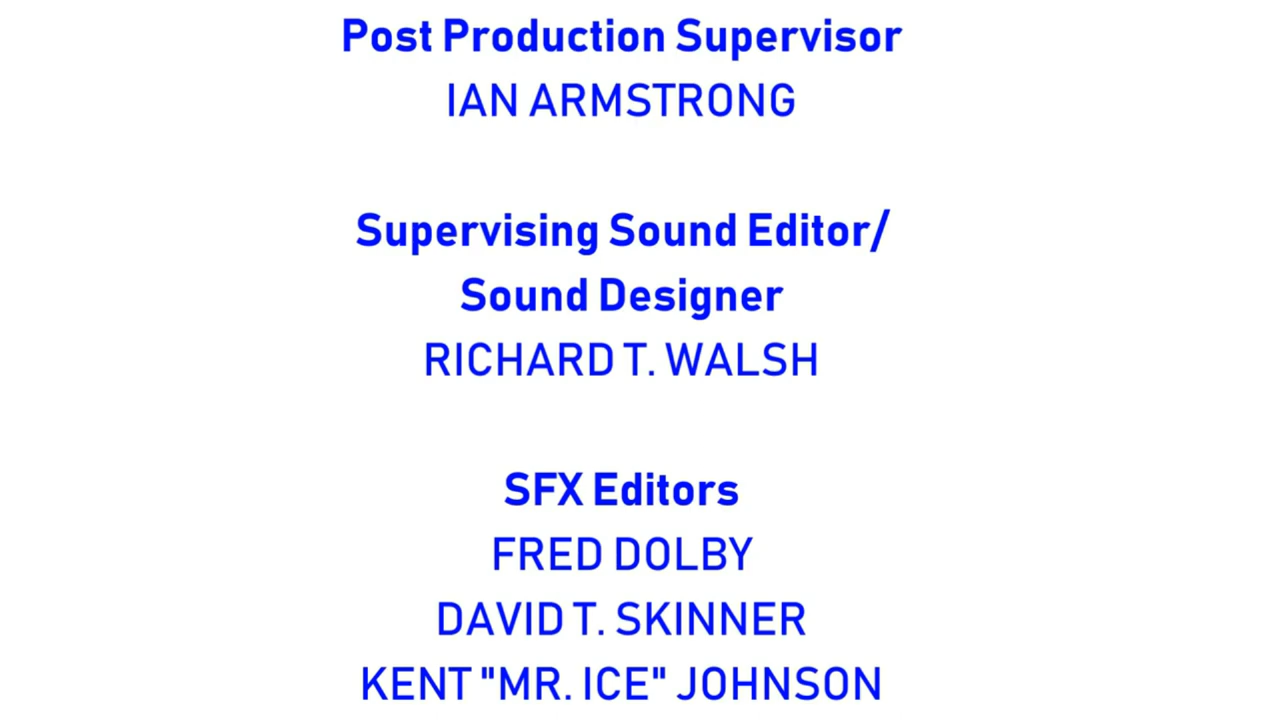 Post Production Supervisor
IAN ARMSTRONG
Supervising Sound Editor/
Sound Designer
RICHARD T. WALSH
SFX Editors
FRED DOLBY
DAVID T. SKINNER
KENT "MR. ICE" JOHNSON